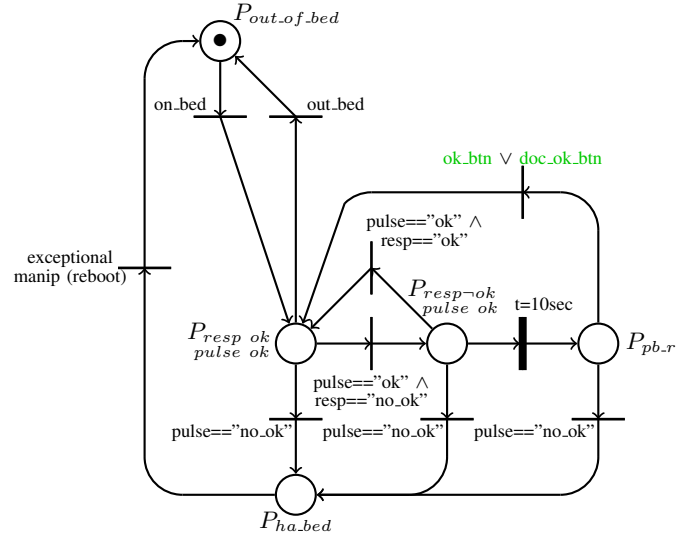 P_out_of_bed
on_bed
out_bed
ok_btn ∨ doc_ok_btn
pulse=="ok" ∧
resp=="ok"
exceptional
manip (reboot)
P_resp¬ok
pulse ok
t=10sec
P_resp ok
pulse ok
P_pb_r
pulse=="ok" ∧
resp=="no_ok"
pulse=="no_ok"
pulse=="no_ok"
pulse=="no_ok"
P_ha_bed